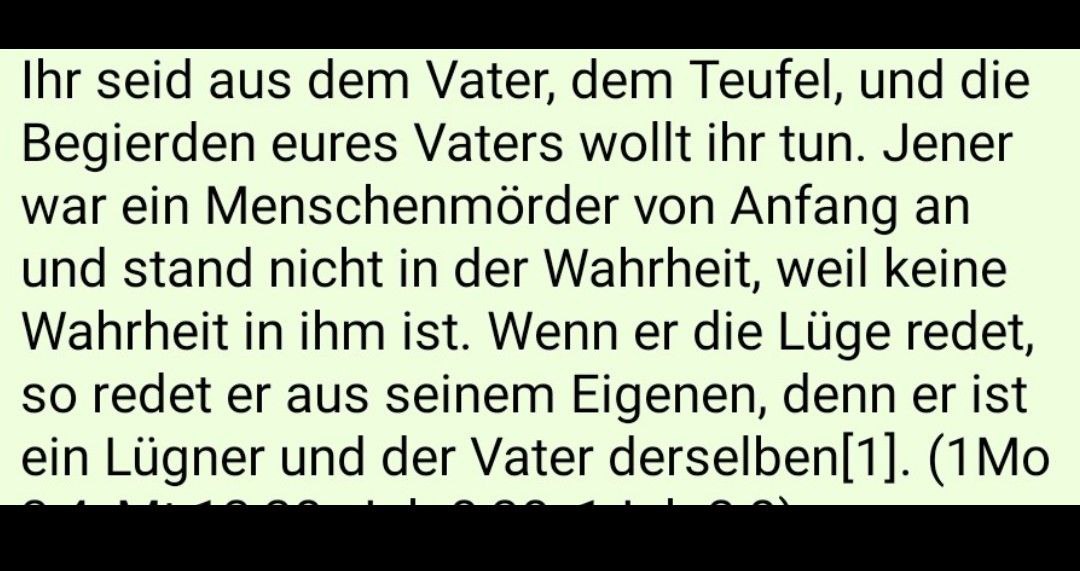 Ihr seid aus dem Vater, dem Teufel, und die
Begierden eures Vaters wollt ihr tun. Jener
war ein Menschenmörder von Anfang an
und stand nicht in der Wahrheit, weil keine
Wahrheit in ihm ist. Wenn er die Lüge redet,
so redet er aus seinem Eigenen, denn er ist
ein Lügner und der Vater derselben[1]. (1Mo